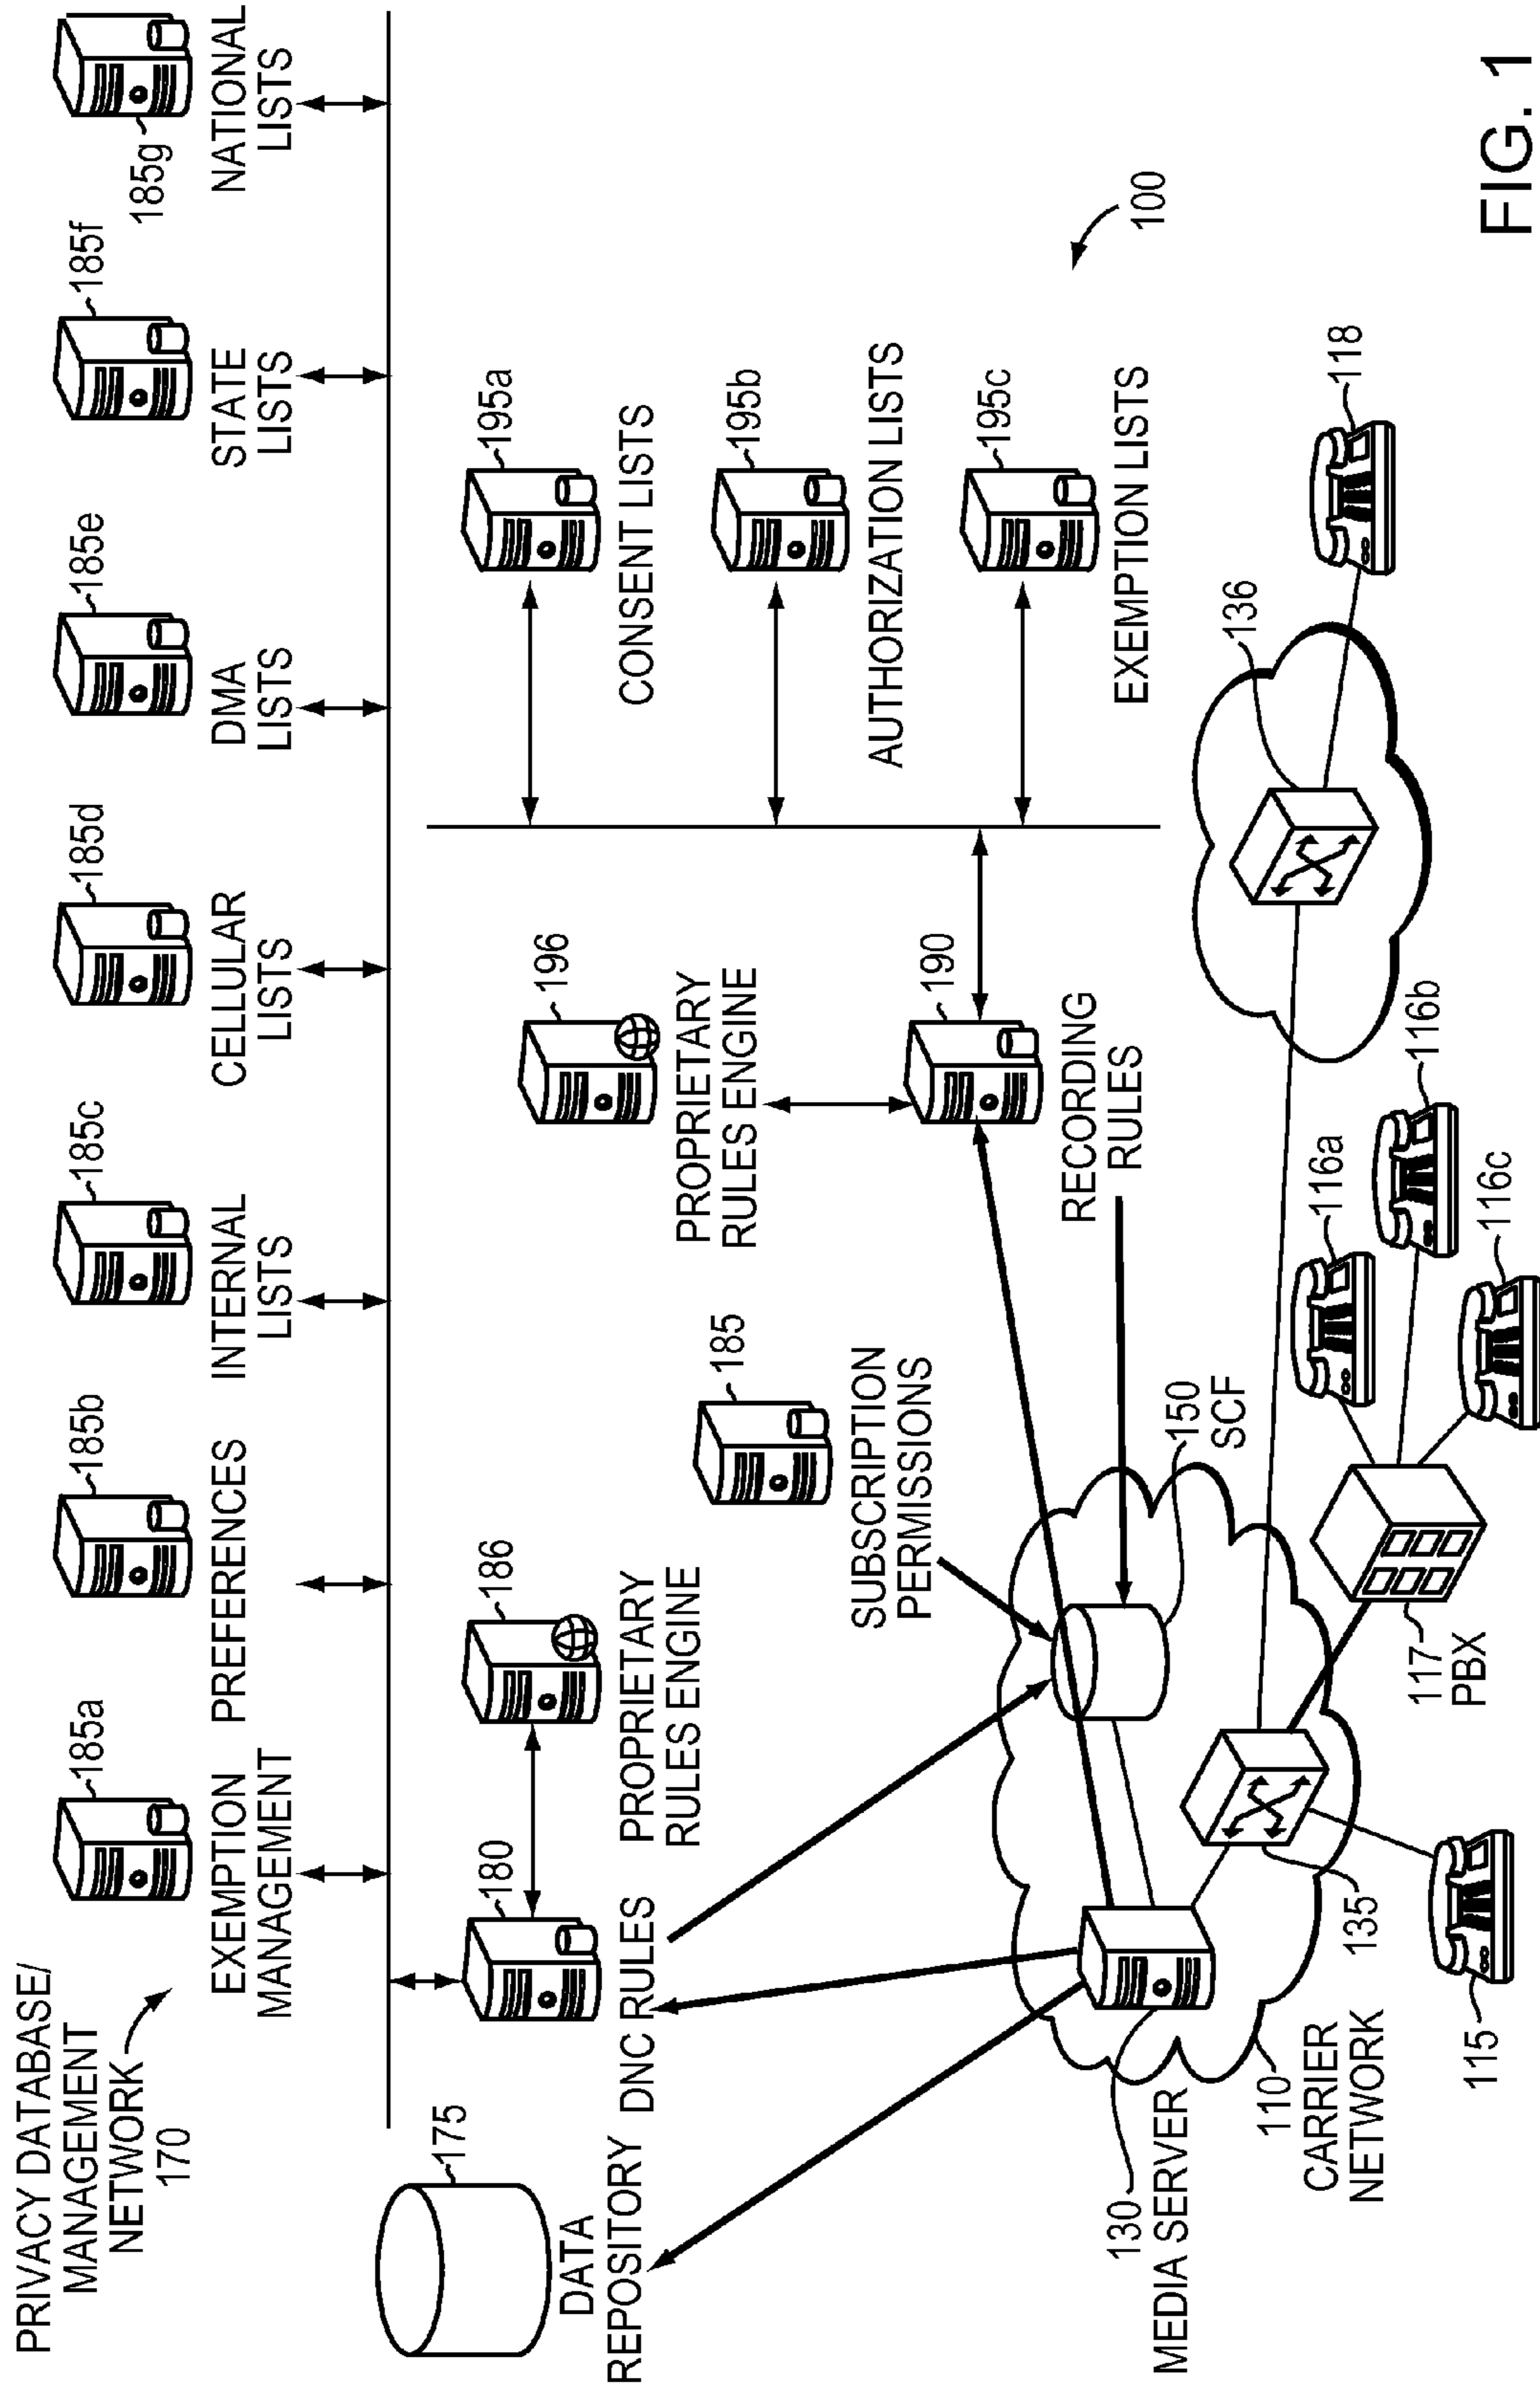 PRIVACY DATABASE/
MANAGEMENT
NETWORK
170
185a
EXEMPTION
MANAGEMENT
185b
PREFERENCES
185c
INTERNAL
LISTS
185d
CELLULAR
LISTS
185e
DMA
LISTS
185f
STATE
LISTS
185g
NATIONAL
LISTS
175
DATA
REPOSITORY
180
DNC RULES
186
PROPRIETARY
RULES ENGINE
185
SUBSCRIPTION
PERMISSIONS
196
PROPRIETARY
RULES ENGINE
190
RECORDING
RULES
195a
CONSENT LISTS
195b
AUTHORIZATION LISTS
195c
EXEMPTION LISTS
100
130
MEDIA SERVER
110
CARRIER
NETWORK
150
SCF
135
115
117
PBX
116a
116b
116c
136
118
FIG. 1